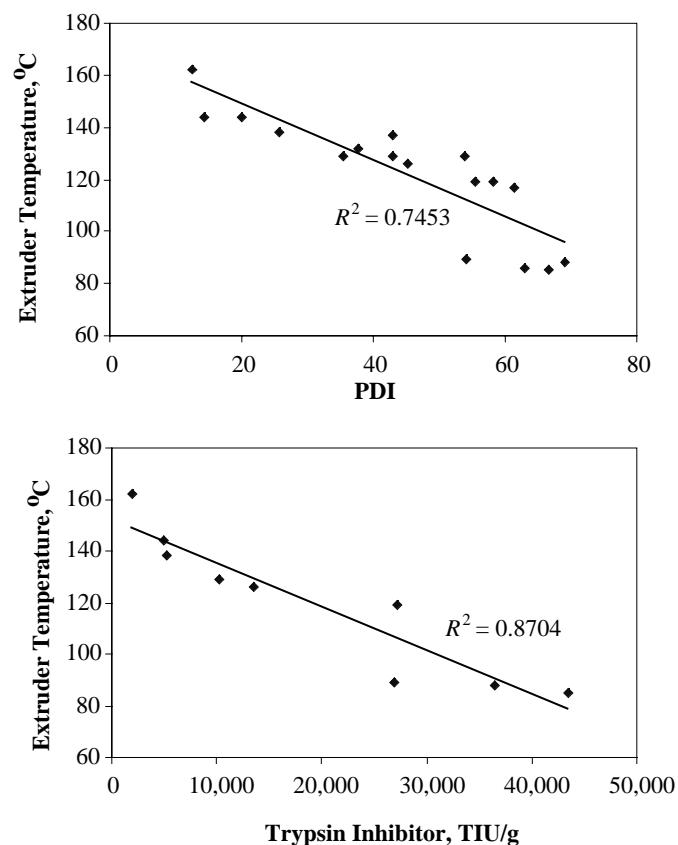 Extruder Temperature, ºC
180
160
140
120
100
80
60
R² = 0.7453
0 20 40 60 80
PDI
Extruder Temperature, ºC
180
160
140
120
100
80
60
R² = 0.8704
0 10,000 20,000 30,000 40,000 50,000
Trypsin Inhibitor, TIU/g